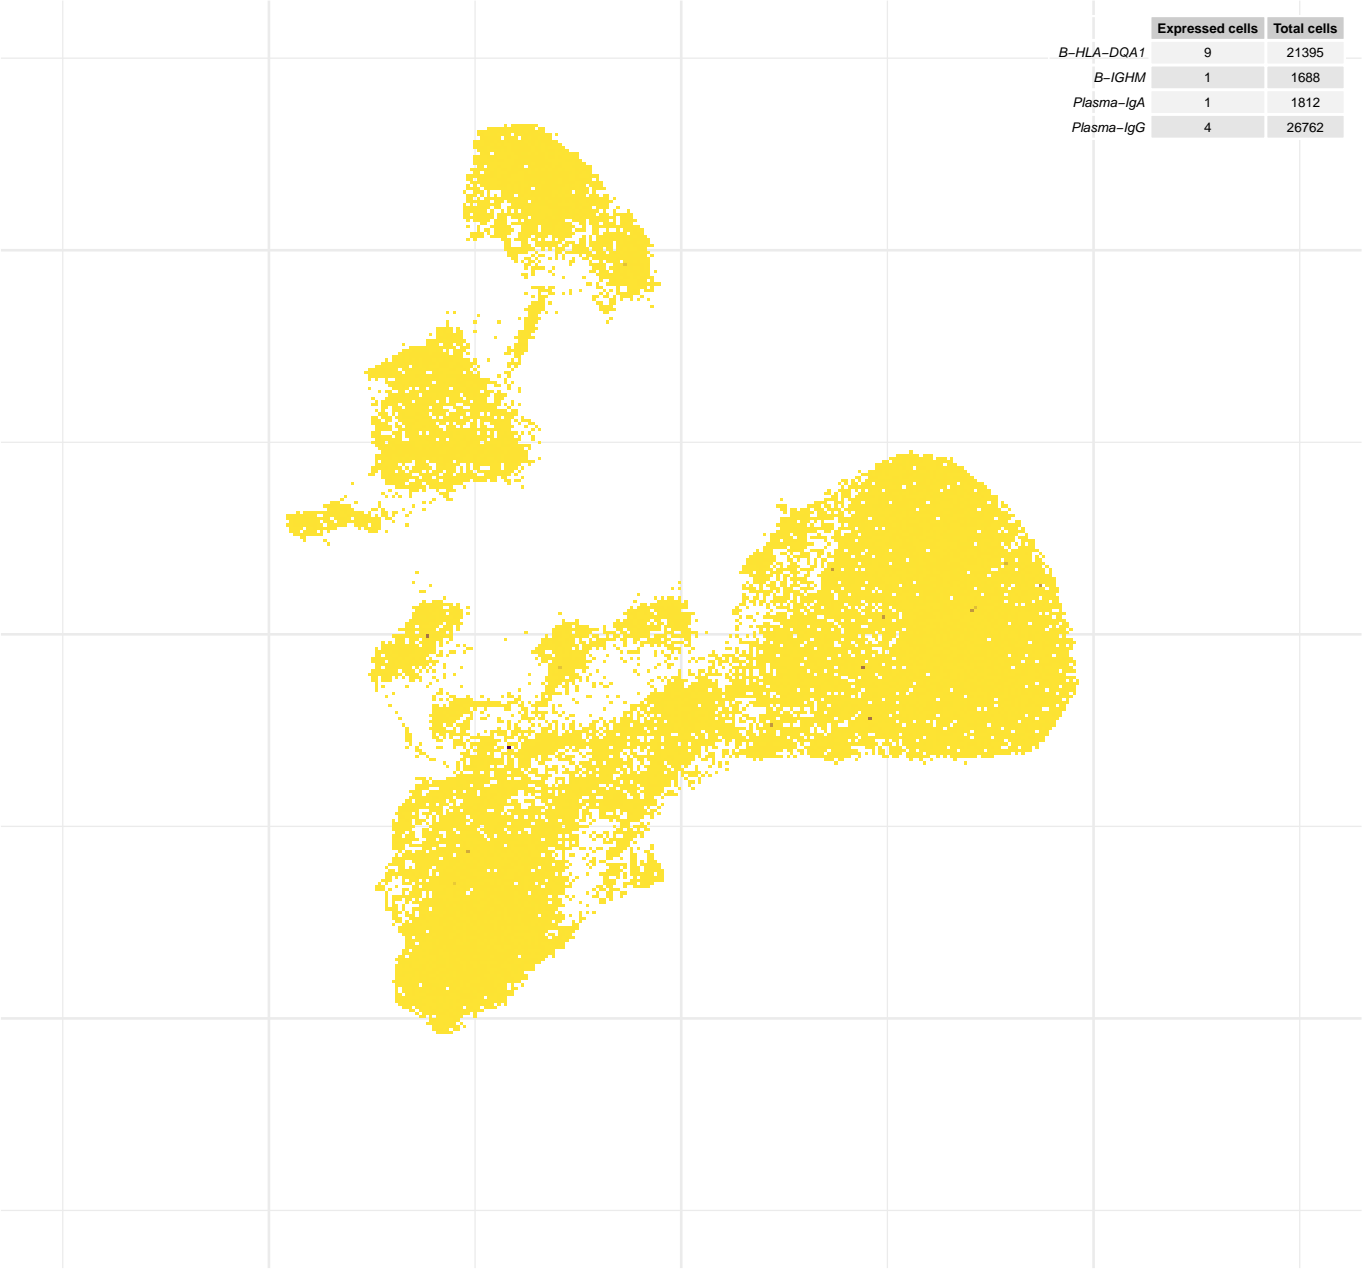 Expressed cells Total cells
B−HLA−DQA1 9 21395
B−IGHM 1 1688
Plasma−IgA 1 1812
Plasma−IgG 4 26762